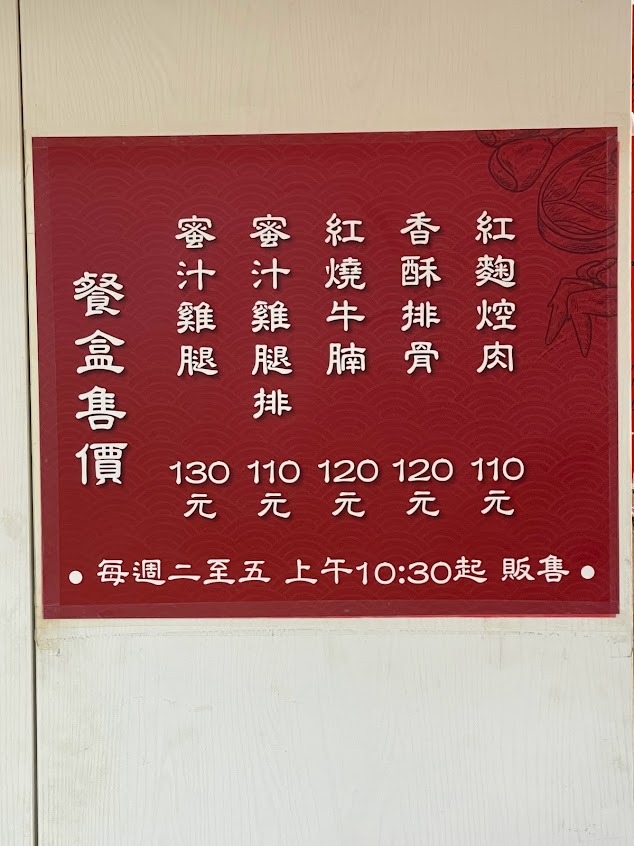 餐盒售價
蜜汁雞腿 130元
蜜汁雞腿排 110元
紅燒牛腩 120元
香酥排骨 120元
紅麴焢肉 110元
●每週二至五 上午10:30起 販售●